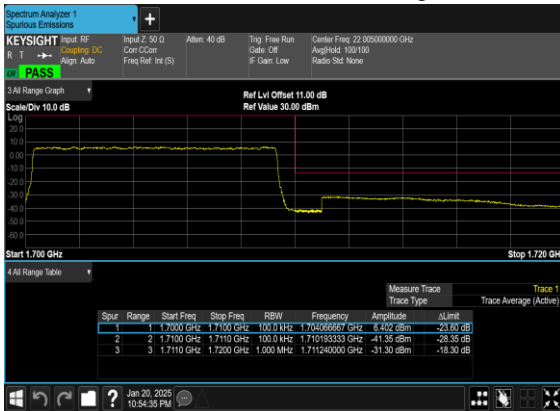 Spectrum Analyzer 1
Spurious Emissions
KEYSIGHT Input: RF Input Z: 50 Ω Atten: 40 dB Trig: Free Run Center Freq: 22.005000000 GHz
R T Coupling: DC Corr CCorr Gate: Off Avg|Hold: 100/100
Align: Auto Freq Ref: Int (S) IF Gain: Low Radio Std: None
LW PASS
3 All Range Graph
Ref Lvl Offset 11.00 dB
Scale/Div 10.0 dB Ref Value 30.00 dBm
Log
20.0
10.0
0.00
-10.0
-20.0
-30.0
-40.0
-50.0
-60.0
Start 1.700 GHz Stop 1.720 GH
4 All Range Table
Measure Trace Trace 1
Trace Type Trace Average (Active)
Spur Range Start Freq Stop Freq RBW Frequency Amplitude ΔLimit
1 1 1.7000 GHz 1.7100 GHz 100.0 kHz 1.704066667 GHz 6.402 dBm -23.60 dB
2 2 1.7100 GHz 1.7110 GHz 100.0 kHz 1.710193333 GHz -41.35 dBm -28.35 dB
3 3 1.7110 GHz 1.7200 GHz 1.000 MHz 1.711240000 GHz -31.30 dBm -18.30 dB
Jan 20, 2025
10:54:35 PM